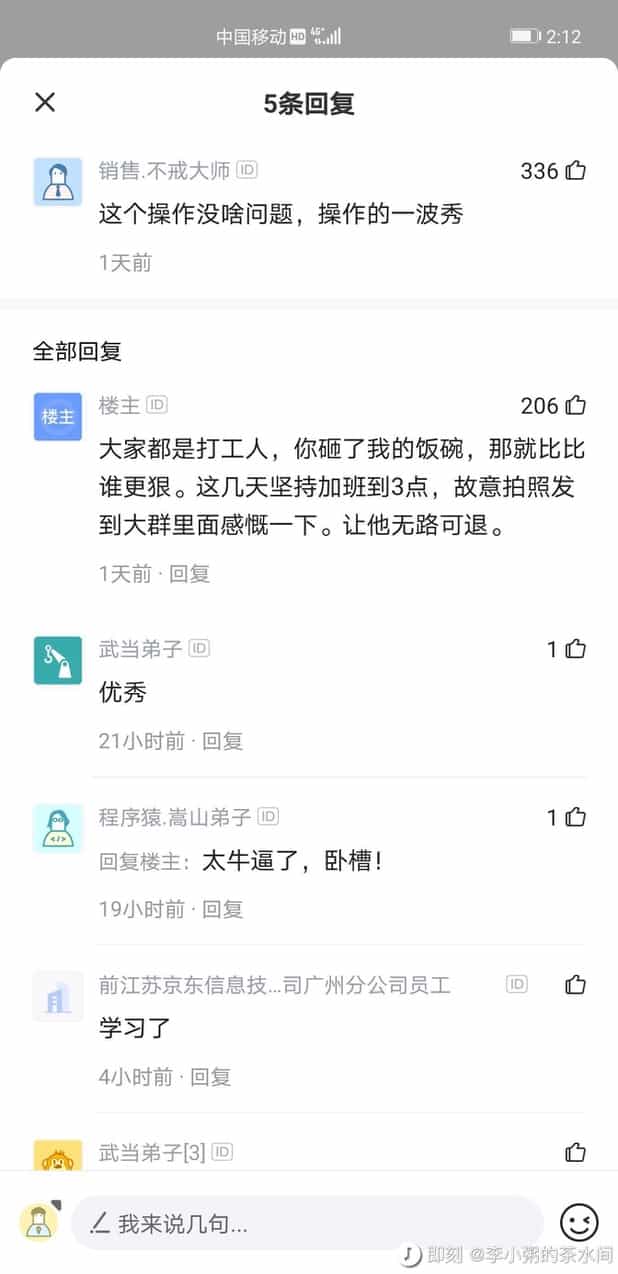 中国移动 HD 4G+ 2:12
5条回复
销售.不戒大师 ID 336
这个操作没啥问题，操作的一波秀
1天前
全部回复
楼主 楼主 ID 206
大家都是打工人，你砸了我的饭碗，那就比比
谁更狠。这几天坚持加班到3点，故意拍照发
到大群里面感慨一下。让他无路可退。
1天前 · 回复
武当弟子 ID 1
优秀
21小时前 · 回复
程序猿.嵩山弟子 ID 1
回复楼主：太牛逼了，卧槽！
19小时前 · 回复
前江苏京东信息技...司广州分公司员工 ID
学习了
4小时前 · 回复
武当弟子[3] ID
我来说几句...
即刻 @李小粥的茶水间